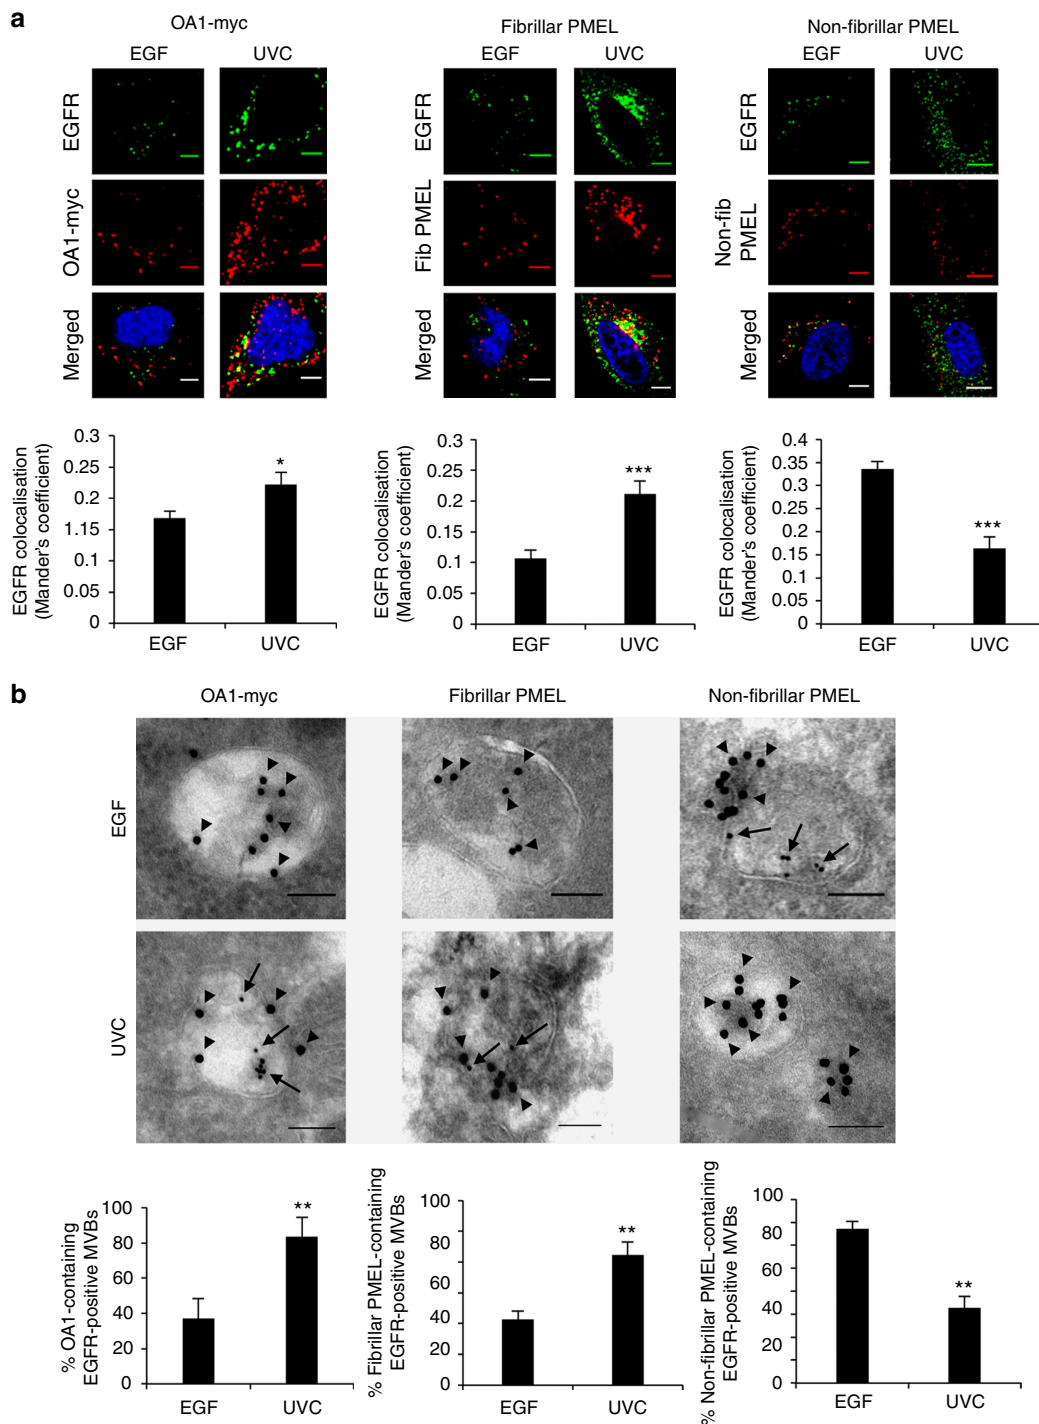 a
OA1-myc
Fibrillar PMEL
Non-fibrillar PMEL
EGF UVC
EGF UVC
EGF UVC
EGFR
EGFR
EGFR
OA1-myc
Fib PMEL
Non-fib
PMEL
Merged
Merged
Merged
EGFR colocalisation
(Mander's coefficient)
0.3
0.25
0.2
1.15
0.1
0.05
0
*
EGF UVC
EGFR colocalisation
(Mander's coefficient)
0.3
0.25
0.2
0.15
0.1
0.05
0
***
EGF UVC
EGFR colocalisation
(Mander's coefficient)
0.4
0.35
0.3
0.25
0.2
0.15
0.1
0.05
0
***
EGF UVC
b
OA1-myc
Fibrillar PMEL
Non-fibrillar PMEL
EGF
UVC
% OA1-containing
EGFR-positive MVBs
100
80
60
40
20
0
**
EGF UVC
% Fibrillar PMEL-containing
EGFR-positive MVBs
100
80
60
40
20
0
**
EGF UVC
% Non-fibrillar PMEL-containing
EGFR-positive MVBs
100
80
60
40
20
0
**
EGF UVC